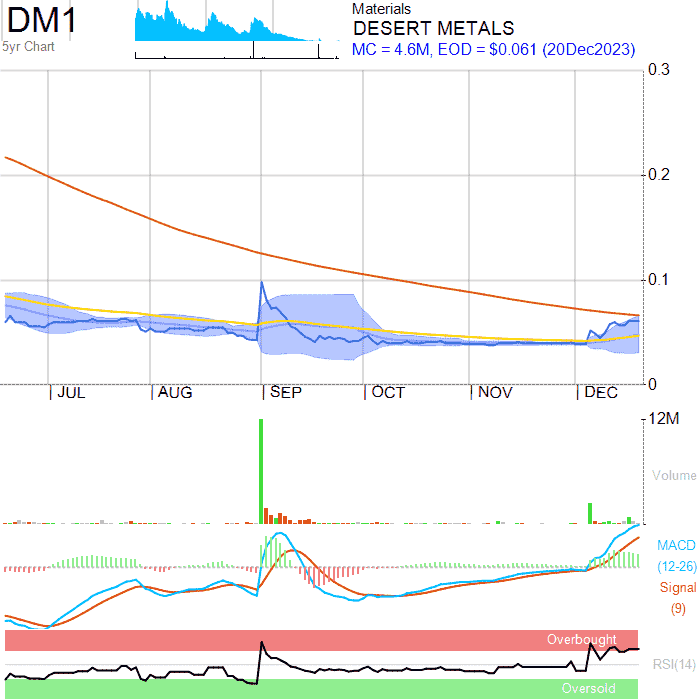 DM1
5yr Chart
Materials
DESERT METALS
MC = 4.6M, EOD = $0.061 (20Dec2023)
0.3
0.2
0.1
0
JUL
AUG
SEP
OCT
NOV
DEC
12M
Volume
MACD
(12-26)
Signal
(9)
Overbought
RSI(14)
Oversold